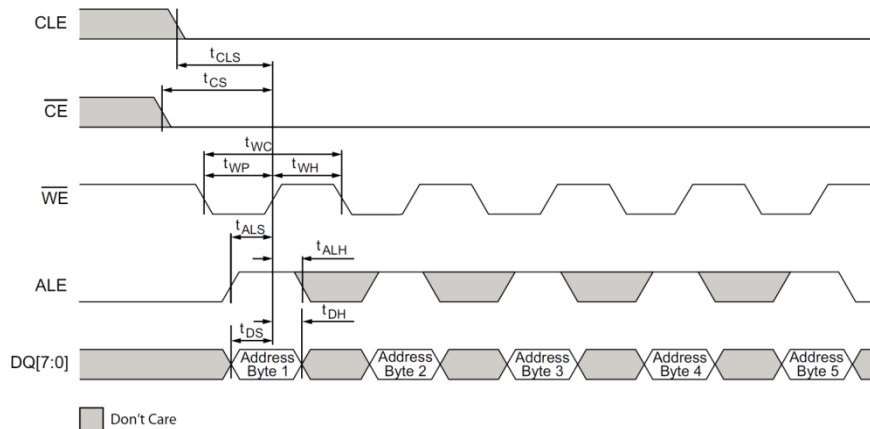 CLE
tCLS
tCS
CE
tWC
tWP
tWH
WE
tALS
tALH
ALE
tDH
tDS
DQ[7:0]
Address Byte 1
Address Byte 2
Address Byte 3
Address Byte 4
Address Byte 5
Don't Care